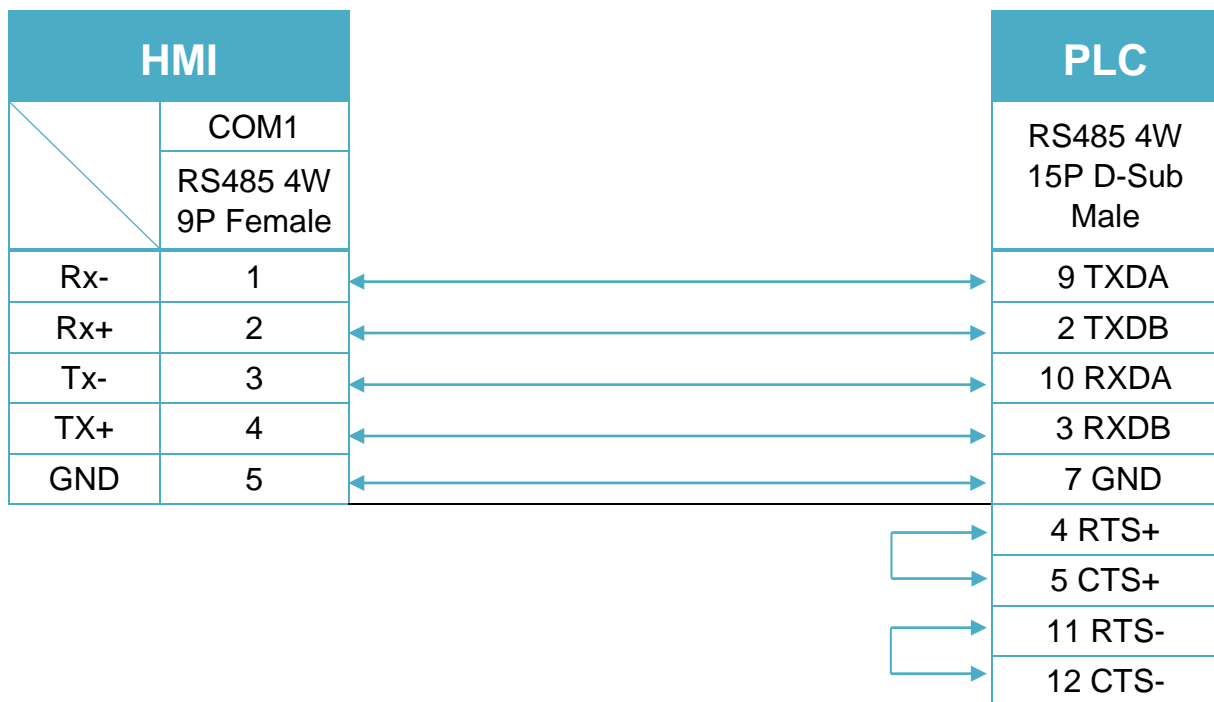 HMI
PLC
COM1
RS485 4W
9P Female
RS485 4W
15P D-Sub
Male
Rx- 1 9 TXDA
Rx+ 2 2 TXDB
Tx- 3 10 RXDA
TX+ 4 3 RXDB
GND 5 7 GND
4 RTS+
5 CTS+
11 RTS-
12 CTS-